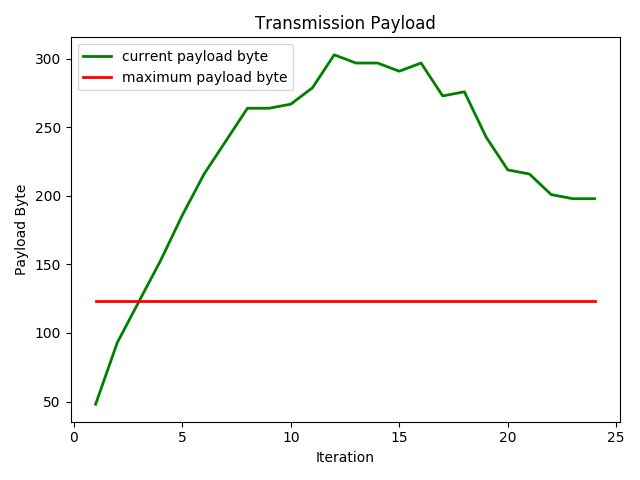 Transmission Payload
current payload byte
maximum payload byte
Payload Byte
300
250
200
150
100
50
0 5 10 15 20 25
Iteration